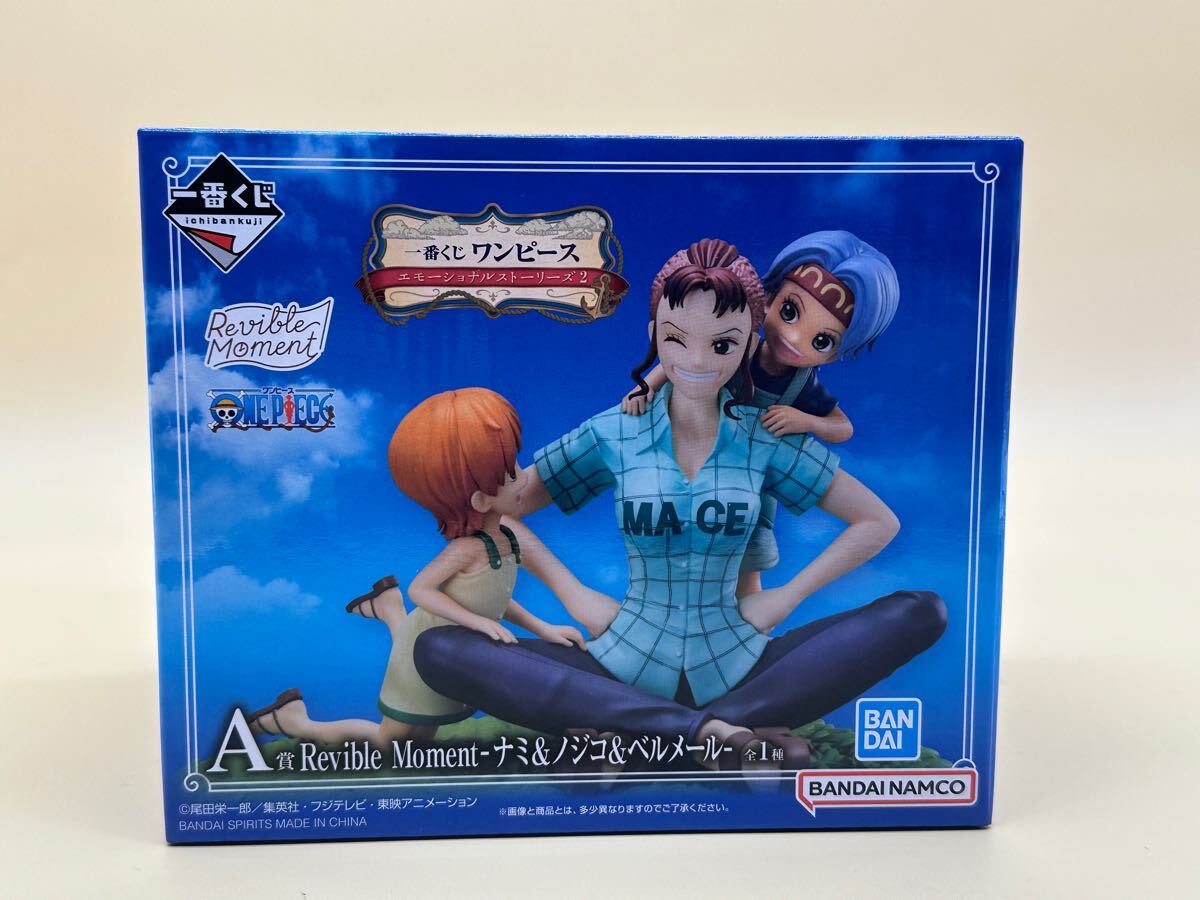 一番くじ
ichibankuji
一番くじ ワンピース
エモーショナルストーリーズ2
Revible
Moment
ワンピース
ONE PIECE
MA CE
A賞 Revible Moment-ナミ&ノジコ&ベルメール- 全1種
BAN
DAI
BANDAI NAMCO
©尾田栄一郎/集英社・フジテレビ・東映アニメーション
※画像と商品とは、多少異なりますのでご了承ください。
BANDAI SPIRITS MADE IN CHINA